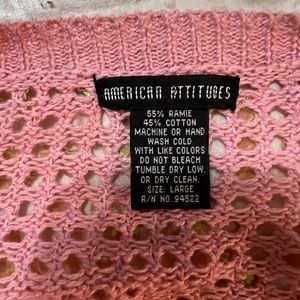 AMERICAN ATTITUDES
55% RAMIE
45% COTTON
MACHINE OR HAND
WASH COLD
WITH LIKE COLORS
DO NOT BLEACH
TUMBLE DRY LOW.
OR DRY CLEAN.
SIZE: LARGE
R/N NO. 94522